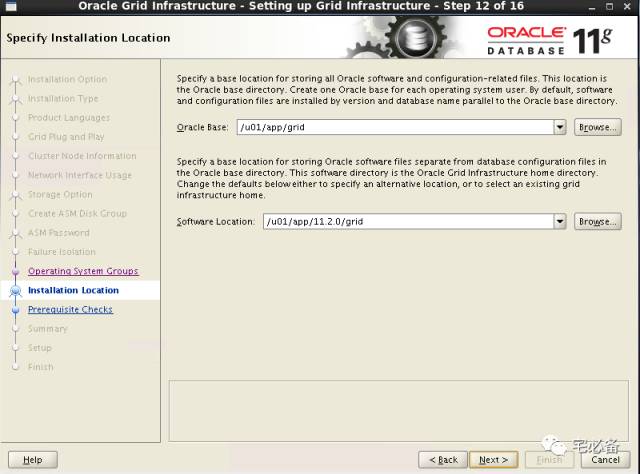 Oracle Grid Infrastructure - Setting up Grid Infrastructure - Step 12 of 16
Specify Installation Location
ORACLE
DATABASE
11g
Installation Option
Installation Type
Product Languages
Grid Plug and Play
Cluster Node Information
Network Interface Usage
Storage Option
Create ASM Disk Group
ASM Password
Failure Isolation
Operating System Groups
Installation Location
Prerequisite Checks
Summary
Setup
Finish
Specify a base location for storing all Oracle software and configuration-related files. This location is
the Oracle base directory. Create one Oracle base for each operating system user. By default, software
and configuration files are installed by version and database name parallel to the Oracle base directory.
Oracle Base: /u01/app/grid Browse...
Specify a base location for storing Oracle software files separate from database configuration files in
the Oracle base directory. This software directory is the Oracle Grid Infrastructure home directory.
Change the defaults below either to specify an alternative location, or to select an existing grid
infrastructure home.
Software Location: /u01/app/11.2.0/grid Browse...
宅必备
Help < Back Next > Finish Cancel